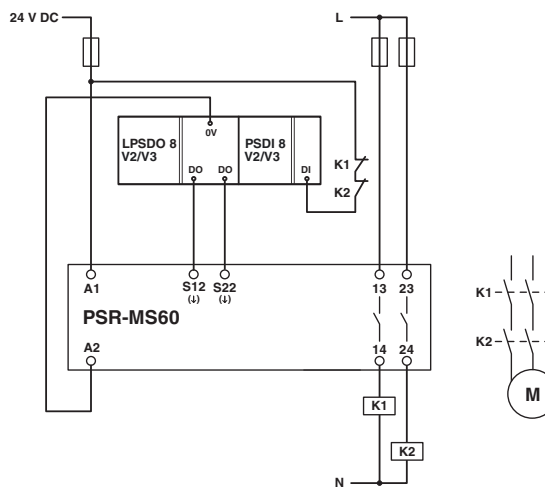 24 V DC
L
LPSDO 8
V2/V3
0V
PSDI 8
V2/V3
DO
DO
DI
K1
K2
A1
S12
(↓)
S22
(↓)
13
23
PSR-MS60
A2
14
24
K1
K2
N
K1
K2
M